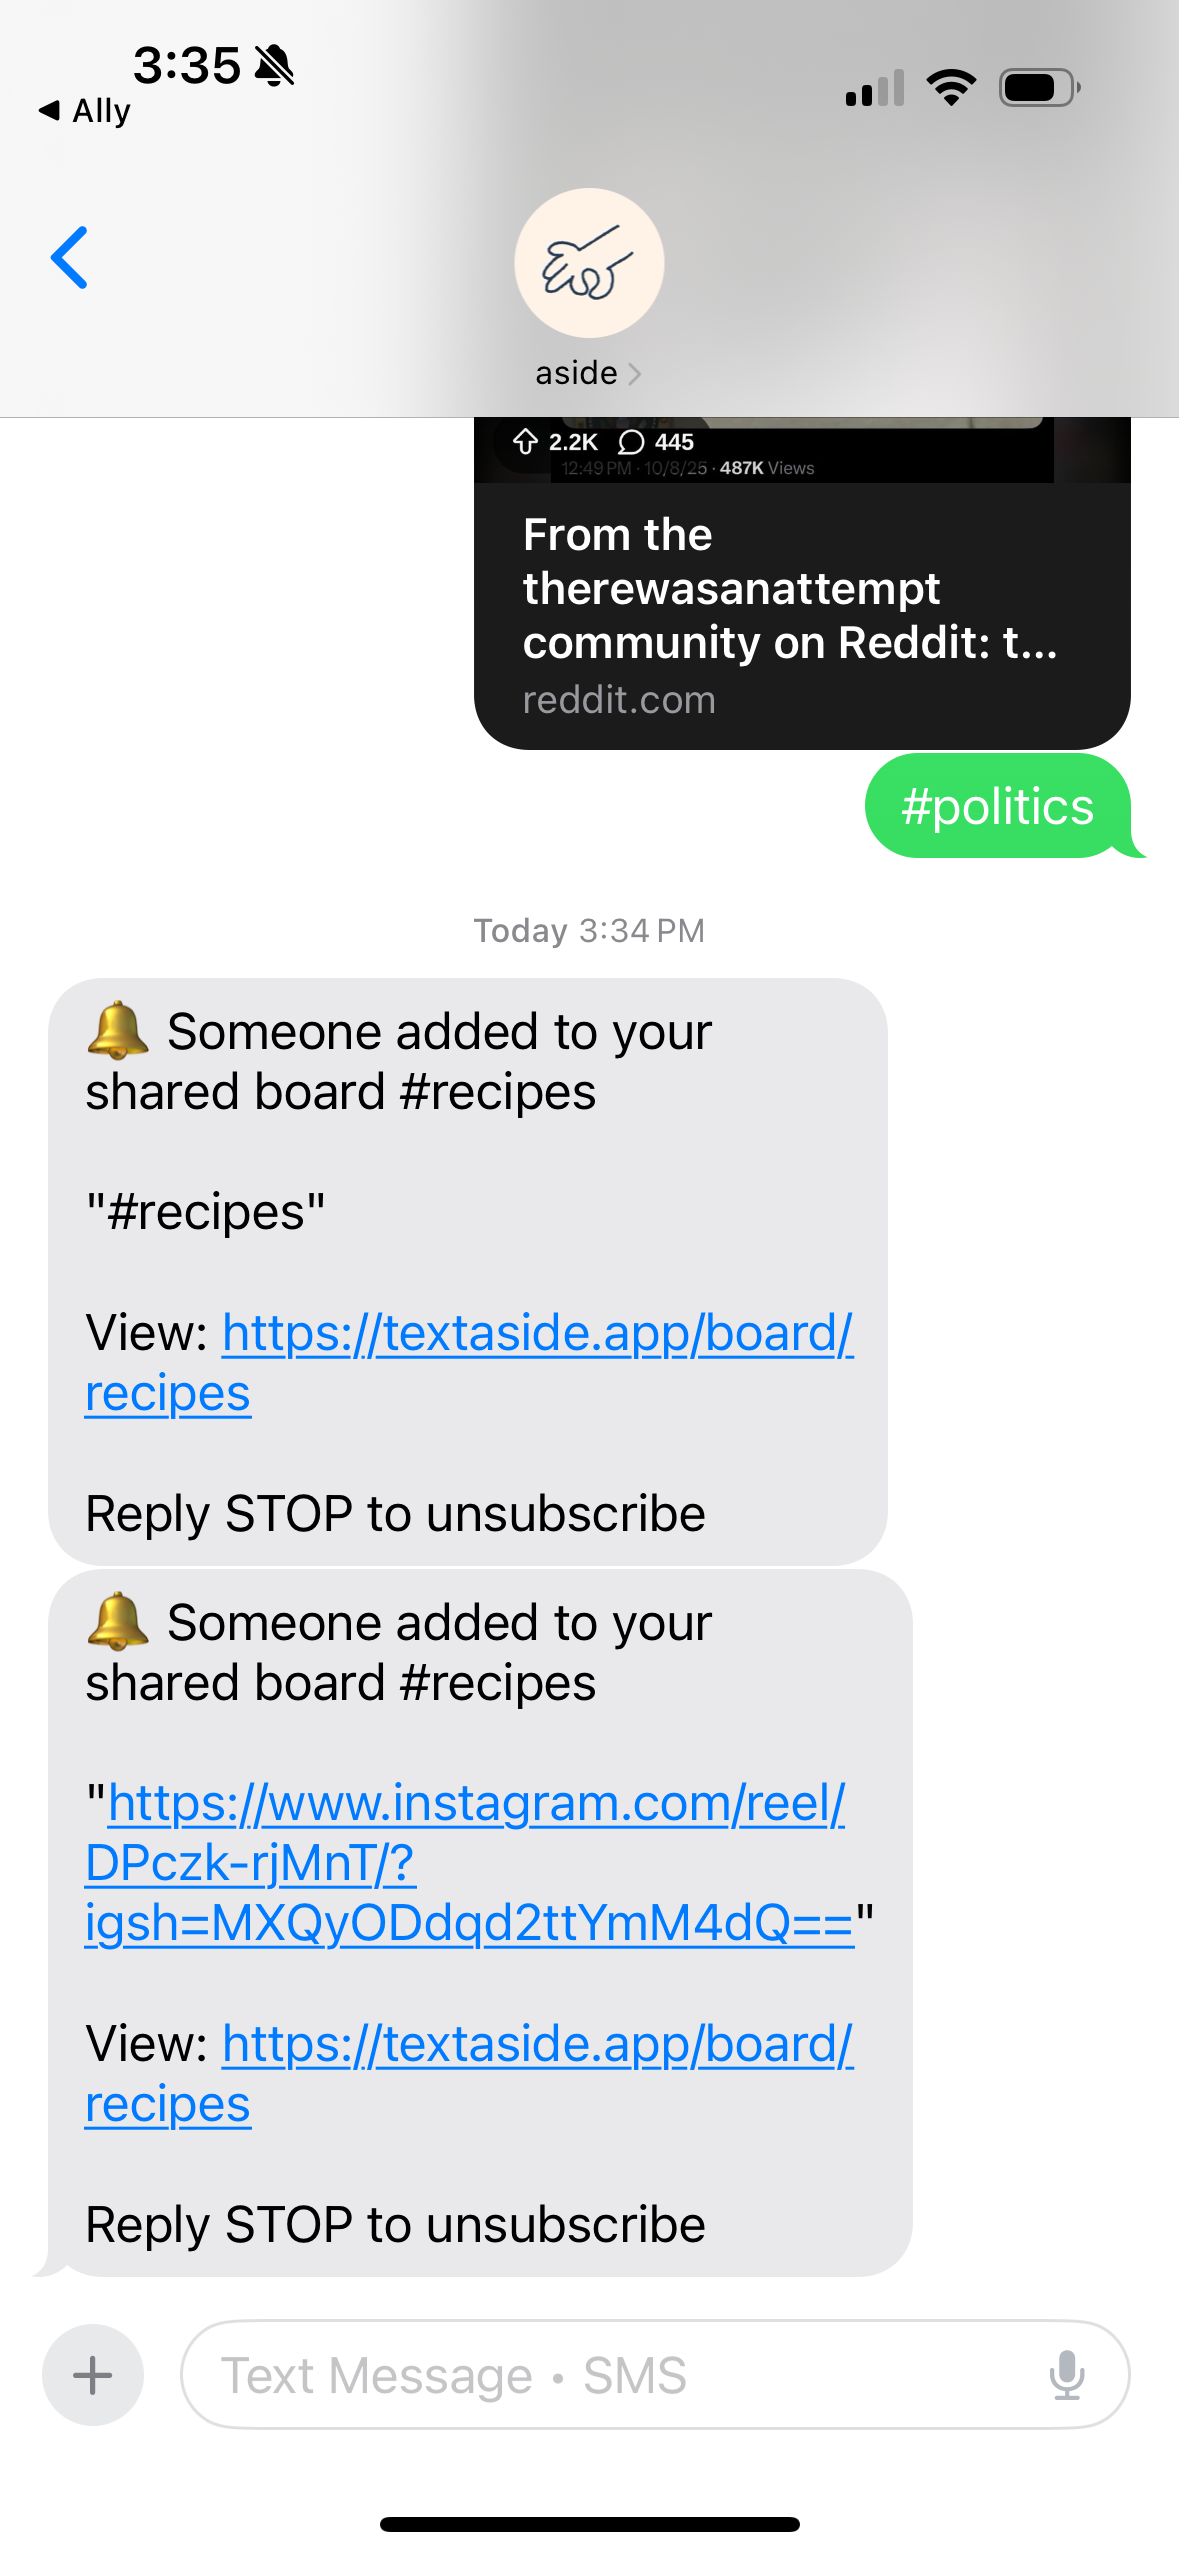 3:35
◀ Ally
aside
2.2K 445
12:49 PM · 10/8/25 · 487K Views
From the
therewasanattempt
community on Reddit: t...
reddit.com
#politics
Today 3:34 PM
🔔 Someone added to your
shared board #recipes
"#recipes"
View: https://textaside.app/board/
recipes
Reply STOP to unsubscribe
🔔 Someone added to your
shared board #recipes
"https://www.instagram.com/reel/
DPczk-rjMnT/?
igsh=MXQyODdqd2ttYmM4dQ=="
View: https://textaside.app/board/
recipes
Reply STOP to unsubscribe
Text Message • SMS